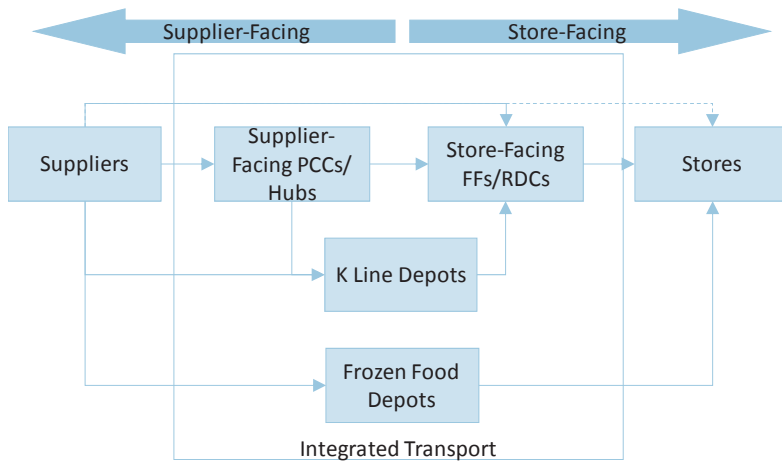 Supplier-Facing
Store-Facing
Suppliers
Supplier-
Facing PCCs/
Hubs
Store-Facing
FFs/RDCs
Stores
K Line Depots
Frozen Food
Depots
Integrated Transport